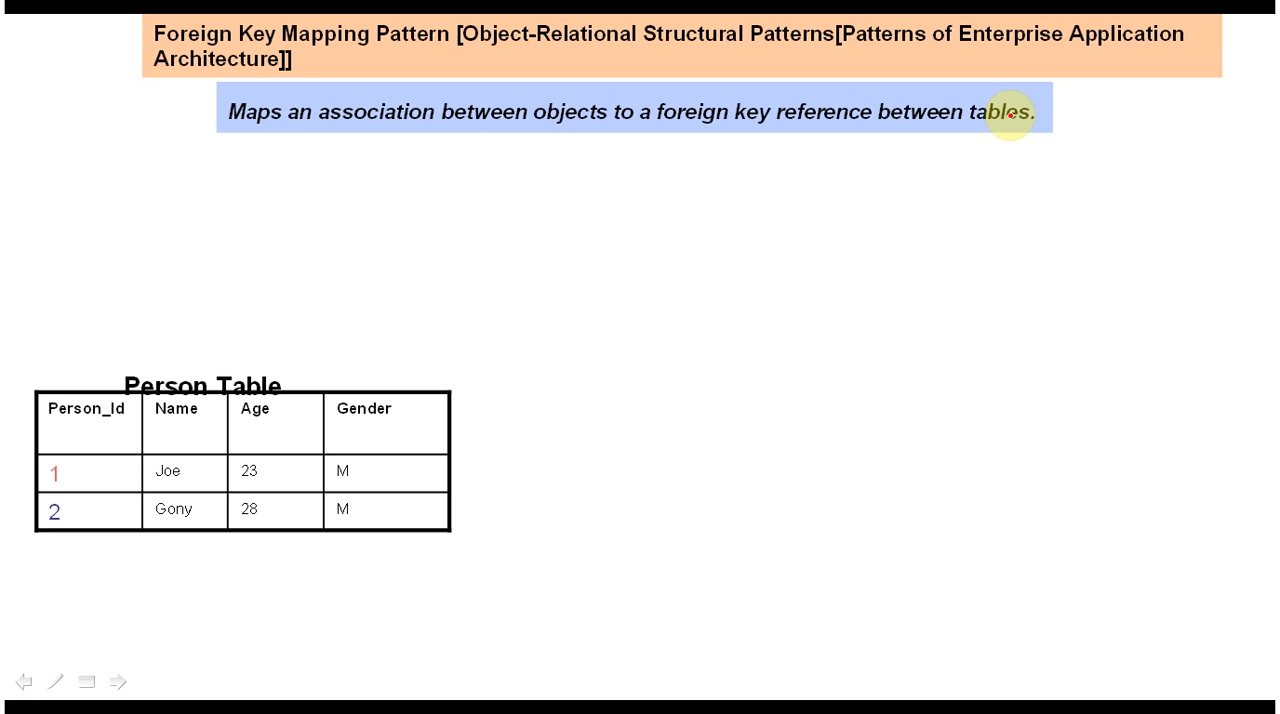 Foreign Key Mapping Pattern [Object-Relational Structural Patterns[Patterns of Enterprise Application
Architecture]]
Maps an association between objects to a foreign key reference between tables.
Person Table
Person_Id Name Age Gender
1 Joe 23 M
2 Gony 28 M